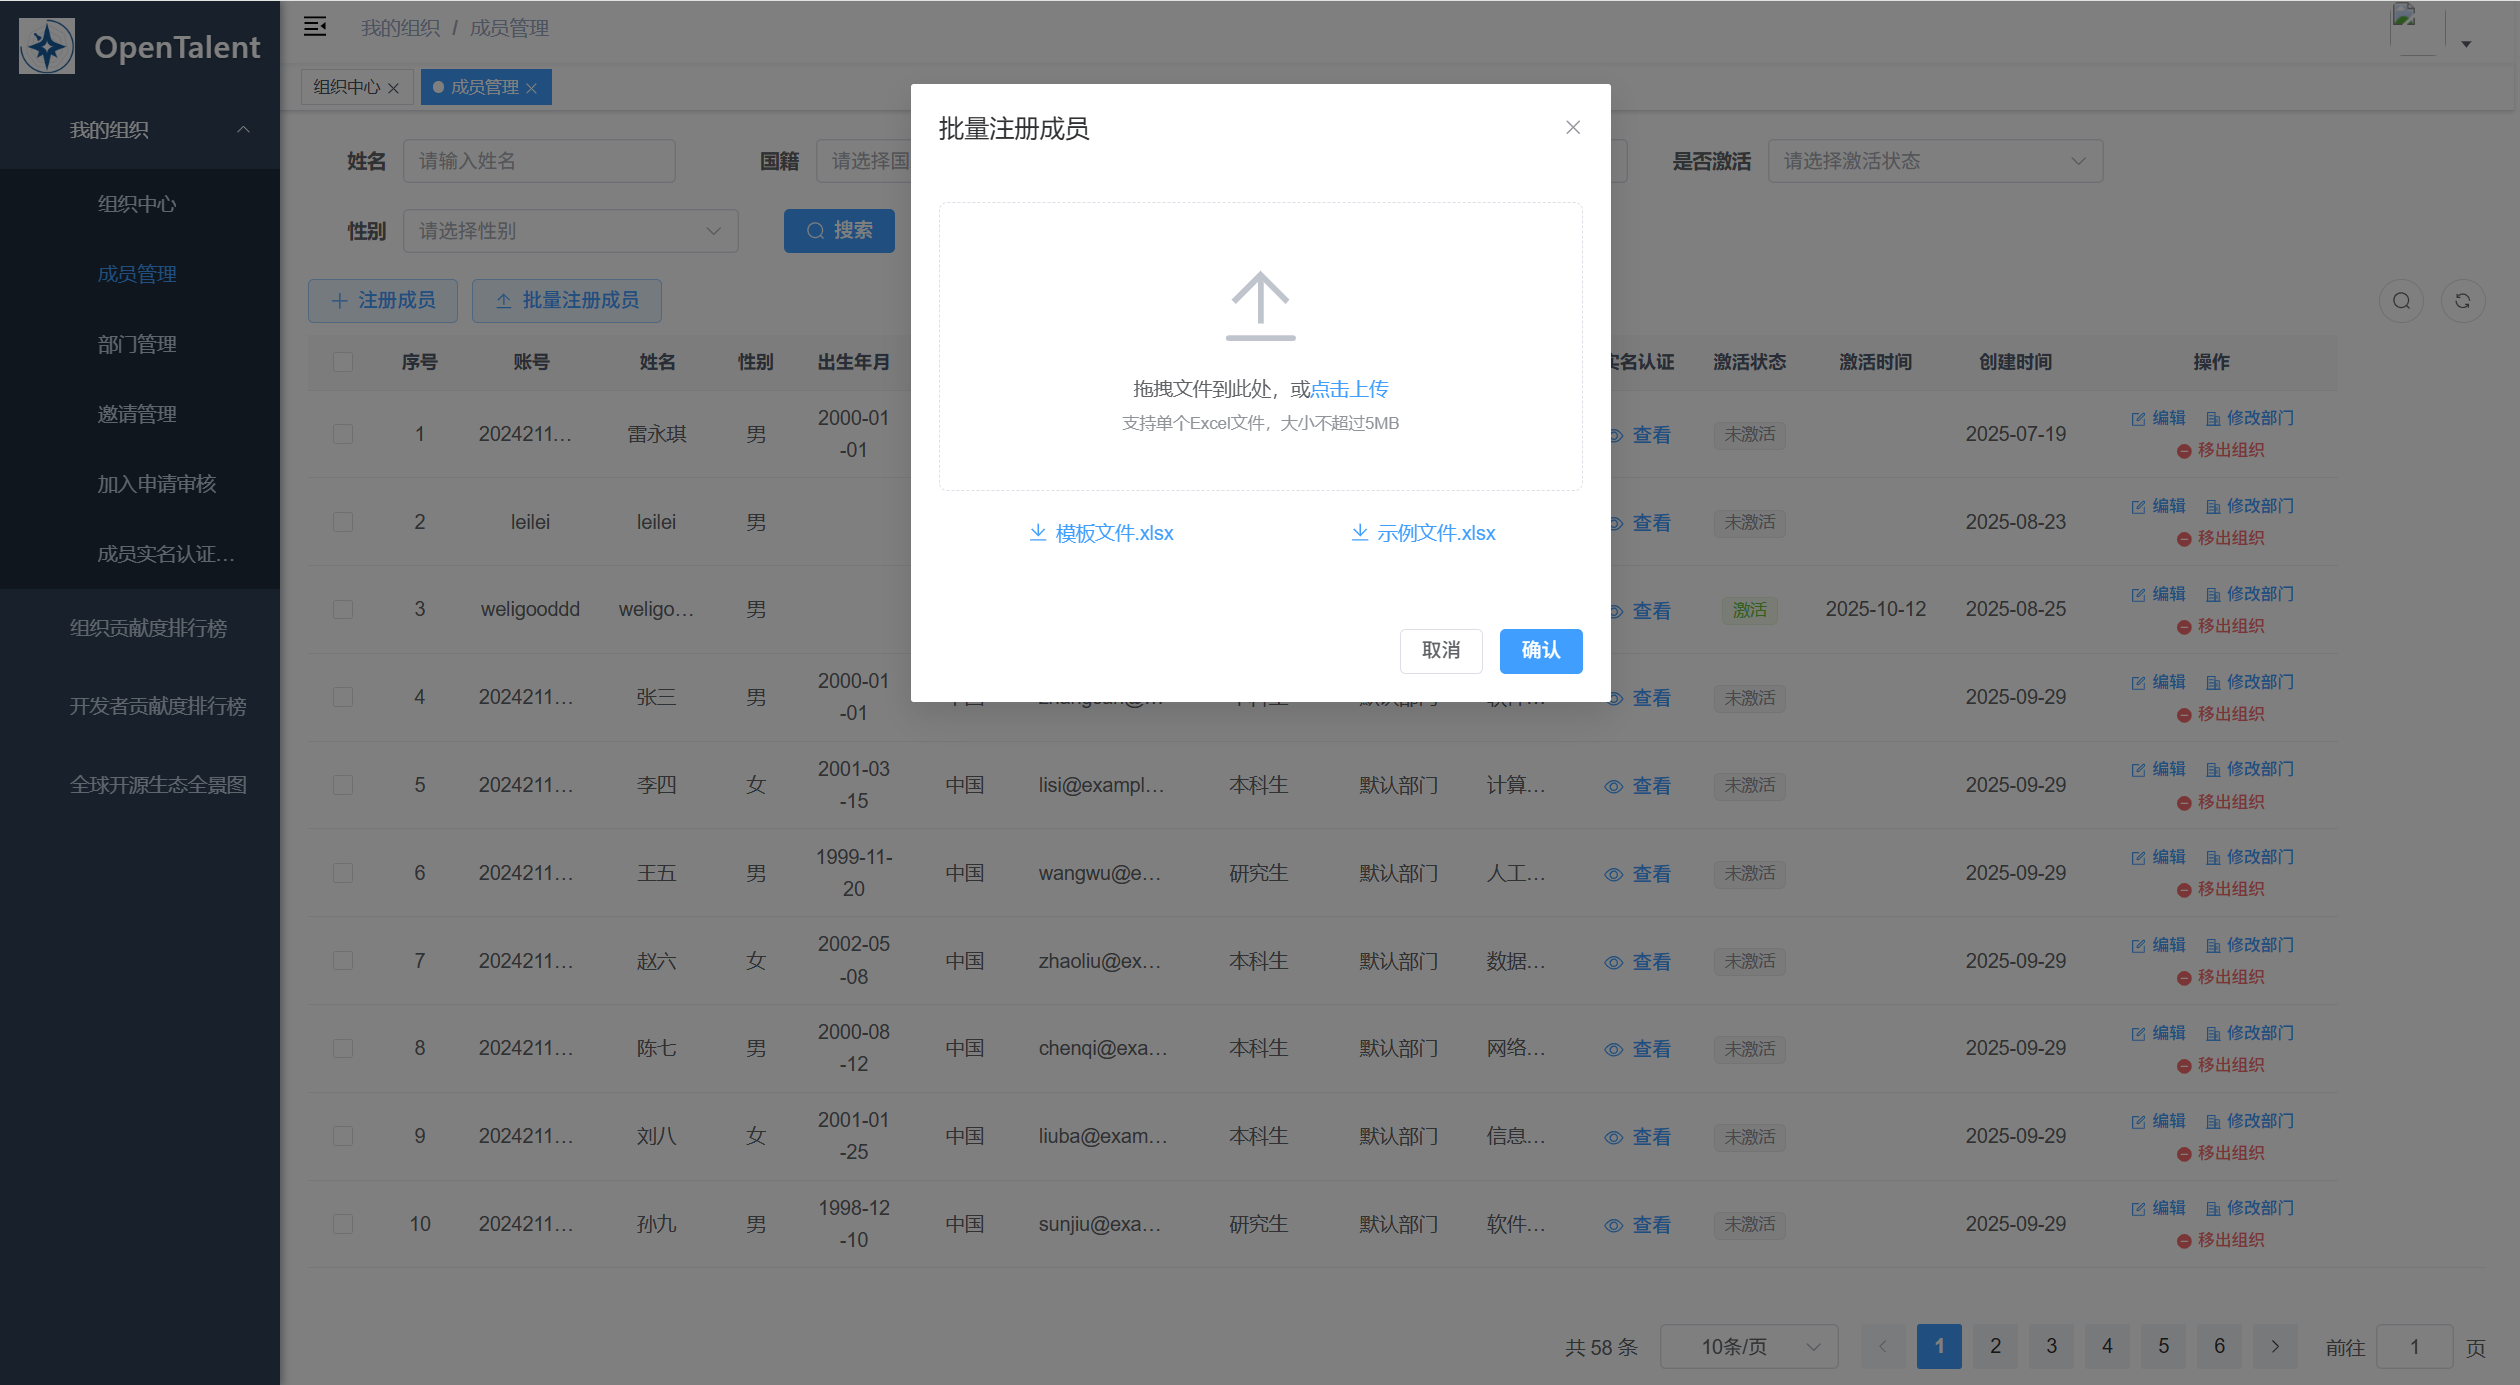 OpenTalent
我的组织 / 成员管理
组织中心
成员管理
我的组织
组织中心
成员管理
部门管理
邀请管理
加入申请审核
成员实名认证...
组织贡献度排行榜
开发者贡献度排行榜
全球开源生态全景图
姓名 请输入姓名 国籍 请选择国 是否激活 请选择激活状态
性别 请选择性别 搜索
注册成员 批量注册成员
批量注册成员
拖拽文件到此处，或点击上传
支持单个Excel文件，大小不超过5MB
模板文件.xlsx 示例文件.xlsx
取消 确认
序号 账号 姓名 性别 出生年月 名认证 激活状态 激活时间 创建时间 操作
1 2024211... 雷永琪 男 2000-01-01 查看 未激活 2025-07-19 编辑 修改部门 移出组织
2 leilei leilei 男 查看 未激活 2025-08-23 编辑 修改部门 移出组织
3 weligooddd weligo... 男 查看 激活 2025-10-12 2025-08-25 编辑 修改部门 移出组织
4 2024211... 张三 男 2000-01-01 查看 未激活 2025-09-29 编辑 修改部门 移出组织
5 2024211... 李四 女 2001-03-15 中国 lisi@exampl... 本科生 默认部门 计算... 查看 未激活 2025-09-29 编辑 修改部门 移出组织
6 2024211... 王五 男 1999-11-20 中国 wangwu@e... 研究生 默认部门 人工... 查看 未激活 2025-09-29 编辑 修改部门 移出组织
7 2024211... 赵六 女 2002-05-08 中国 zhaoliu@ex... 本科生 默认部门 数据... 查看 未激活 2025-09-29 编辑 修改部门 移出组织
8 2024211... 陈七 男 2000-08-12 中国 chenqi@exa... 本科生 默认部门 网络... 查看 未激活 2025-09-29 编辑 修改部门 移出组织
9 2024211... 刘八 女 2001-01-25 中国 liuba@exam... 本科生 默认部门 信息... 查看 未激活 2025-09-29 编辑 修改部门 移出组织
10 2024211... 孙九 男 1998-12-10 中国 sunjiu@exa... 研究生 默认部门 软件... 查看 未激活 2025-09-29 编辑 修改部门 移出组织
共 58 条 10条/页 1 2 3 4 5 6 前往 1 页